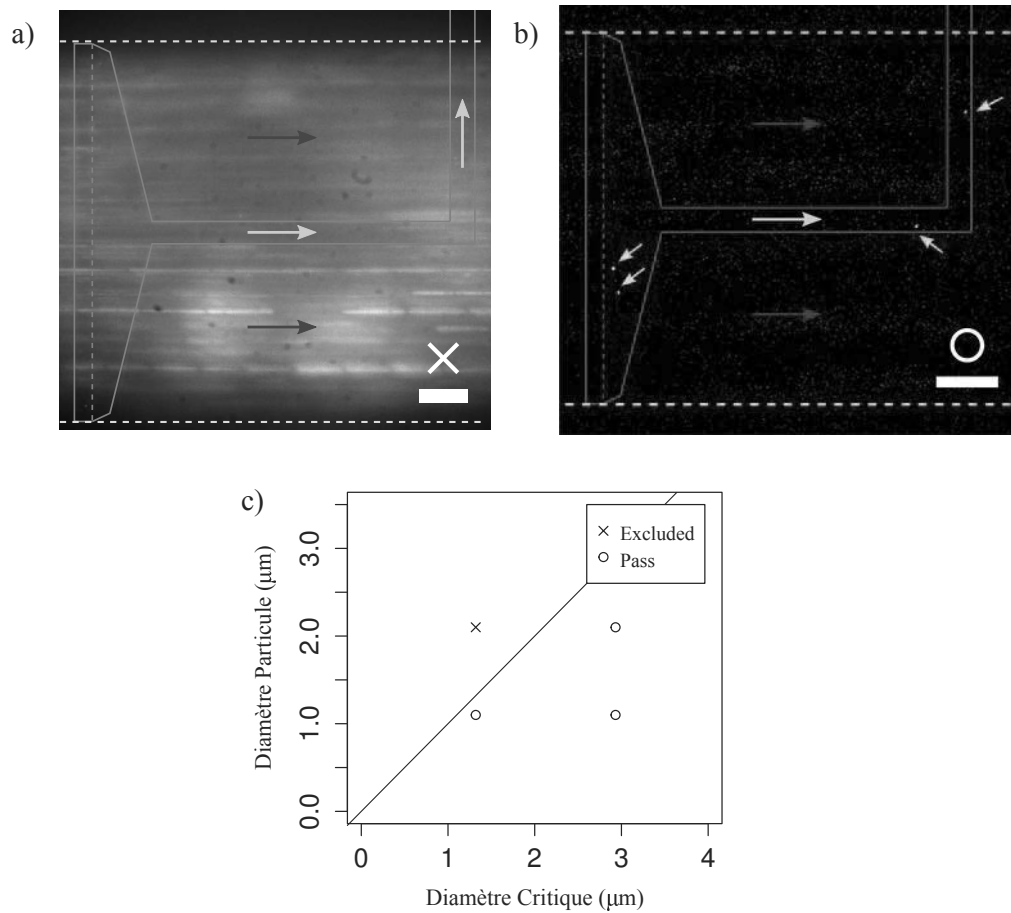 a)
b)
c)
Excluded
Pass
3.0
2.0
1.0
0.0
Diamètre Particule (μm)
0 1 2 3 4
Diamètre Critique (μm)